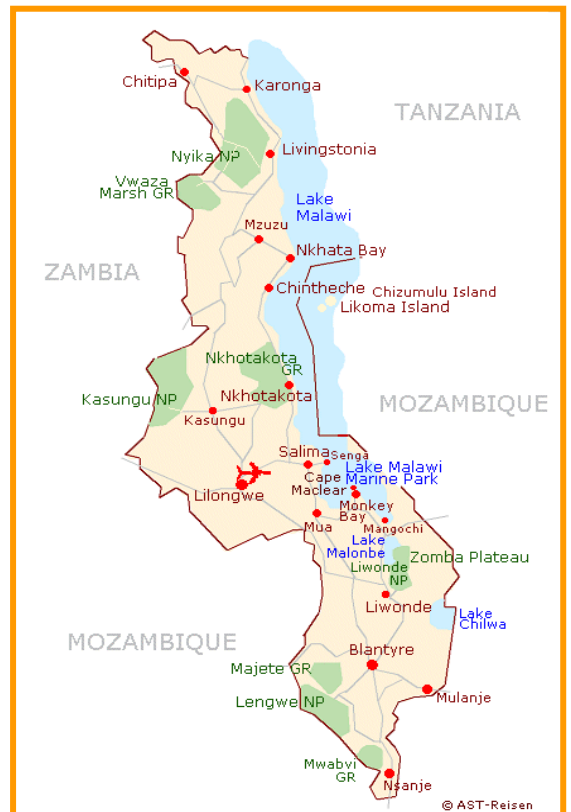 Chitipa
Karonga
TANZANIA
Nyika NP
Livingstonia
Vwaza
Marsh GR
Lake
Malawi
Mzuzu
Nkhata Bay
ZAMBIA
Chintheche
Chizumulu Island
Likoma Island
Nkhotakota
GR
Kasungu NP
Nkhotakota
MOZAMBIQUE
Kasungu
Salima
Senga
Lake Malawi
Marine Park
Cape
Maclear
Lilongwe
Monkey
Bay
Mua
Mangochi
Lake
Malonbe
Zomba Plateau
Liwonde
NP
Liwonde
Lake
Chilwa
MOZAMBIQUE
Blantyre
Majete GR
Mulanje
Lengwe NP
Mwabvi
GR
Nsanje
© AST-Reisen